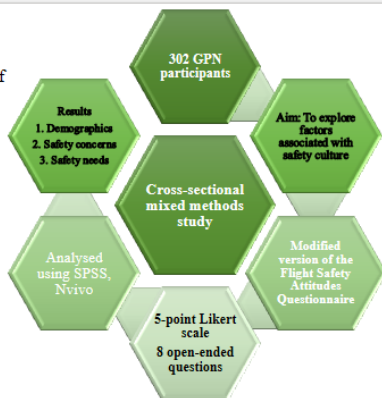 302 GPN
participants
f
Aim: To explore
factors
associated with
safety culture
Modified
version of the
Flight Safety
Attitudes
Questionnaire
5-point Likert
scale
8 open-ended
questions
Analysed
using SPSS,
Nvivo
Results
1. Demographics
2. Safety concerns
3. Safety needs
Cross-sectional
mixed methods
study